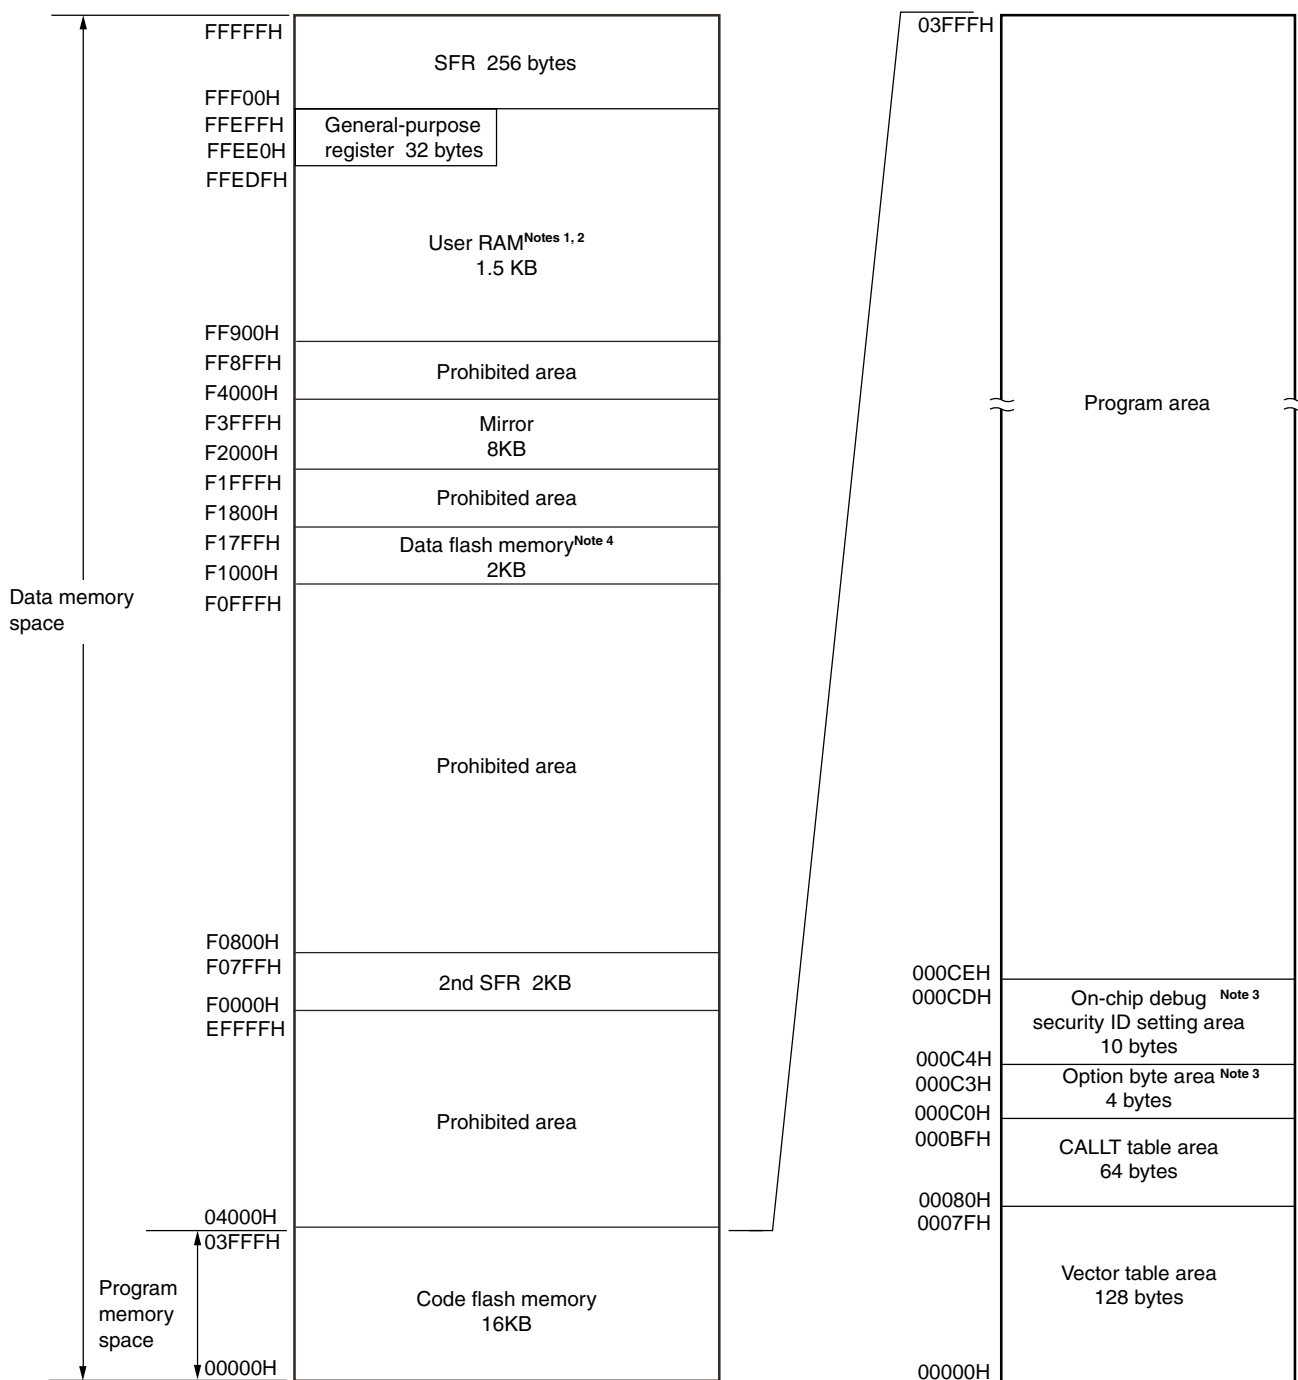 FFFFFH
SFR 256 bytes
FFF00H
FFEFFH
General-purpose
register 32 bytes
FFEE0H
FFEDFH
User RAM Notes 1, 2
1.5 KB
FF900H
FF8FFH
Prohibited area
F4000H
F3FFFH
Mirror
8KB
F2000H
F1FFFH
Prohibited area
F1800H
F17FFH
Data flash memory Note 4
2KB
F1000H
F0FFFH
Data memory
space
Prohibited area
F0800H
F07FFH
2nd SFR 2KB
F0000H
EFFFFH
Prohibited area
04000H
03FFFH
Program
memory
space
Code flash memory
16KB
00000H
03FFFH
Program area
000CEH
000CDH
On-chip debug Note 3
security ID setting area
10 bytes
000C4H
000C3H
Option byte area Note 3
4 bytes
000C0H
000BFH
CALLT table area
64 bytes
00080H
0007FH
Vector table area
128 bytes
00000H